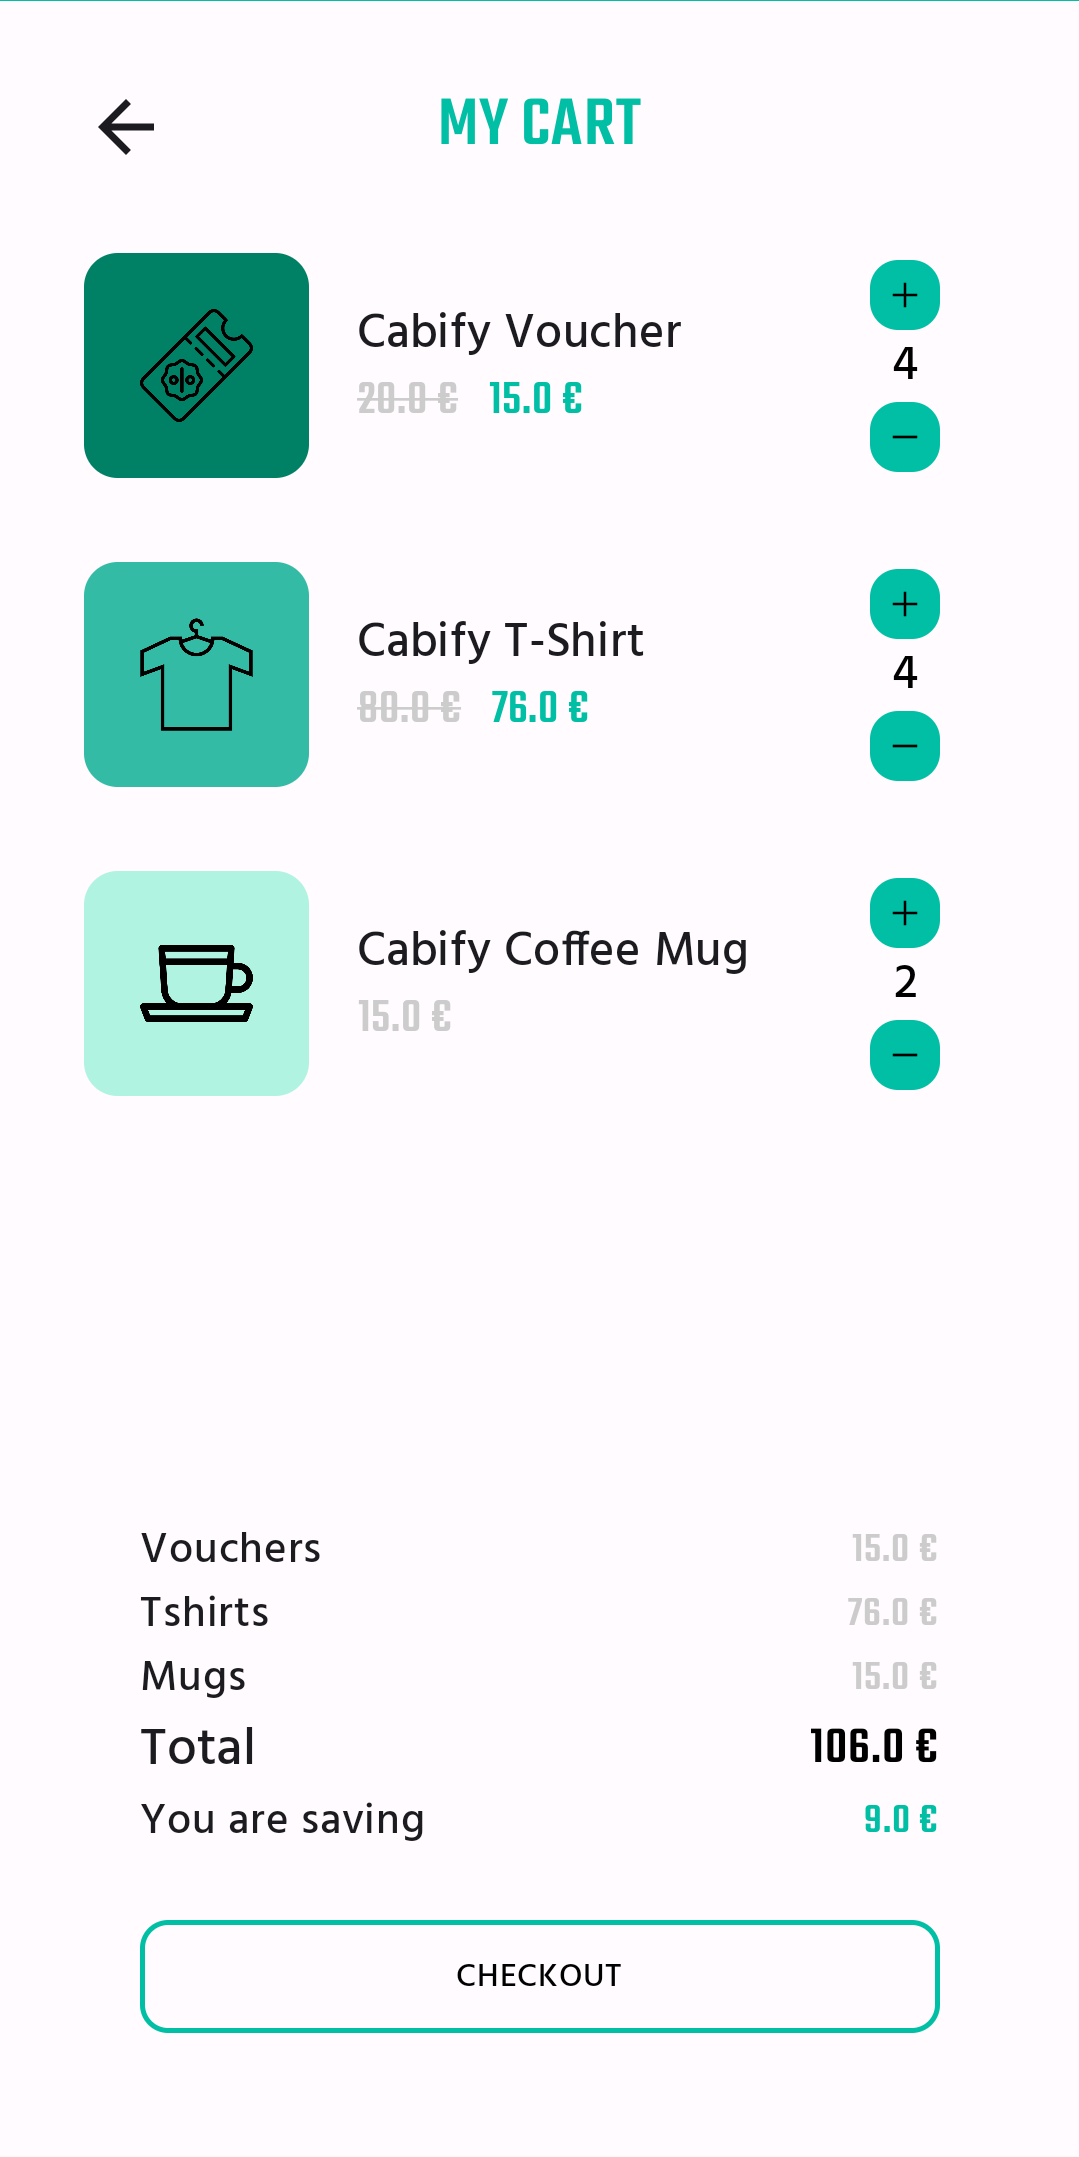 MY CART
Cabify Voucher
20.0 € 15.0 €
+
4
−
Cabify T-Shirt
80.0 € 76.0 €
+
4
−
Cabify Coffee Mug
15.0 €
+
2
−
Vouchers 15.0 €
Tshirts 76.0 €
Mugs 15.0 €
Total 106.0 €
You are saving 9.0 €
CHECKOUT